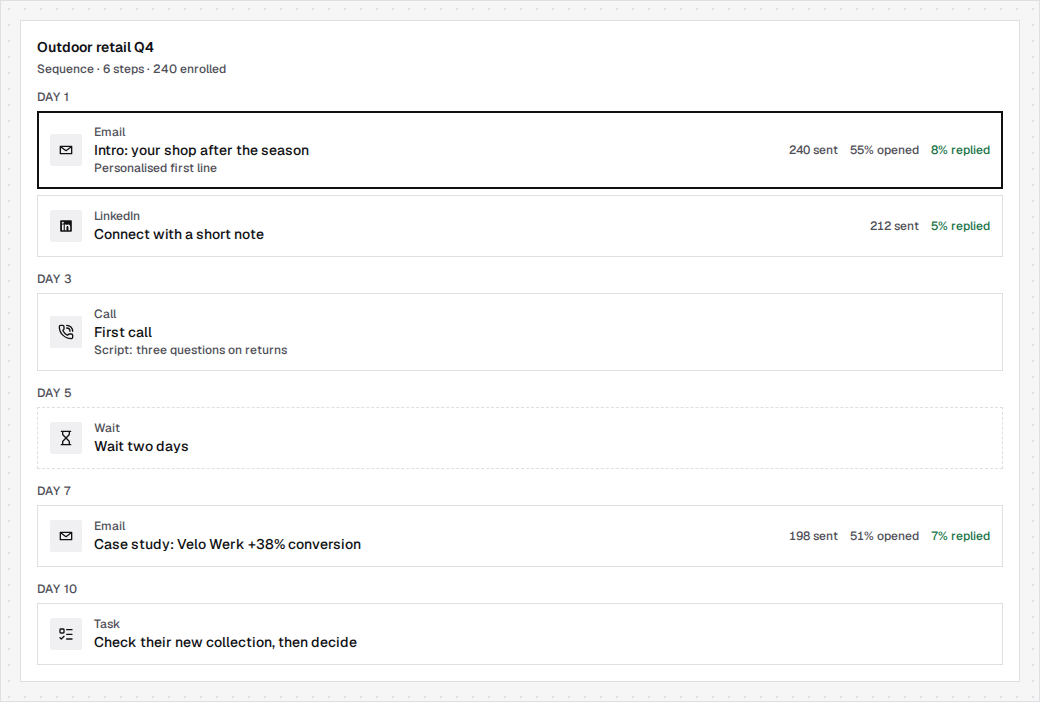 Outdoor retail Q4
Sequence · 6 steps · 240 enrolled
DAY 1
Email
Intro: your shop after the season
Personalised first line
240 sent 55% opened 8% replied
LinkedIn
Connect with a short note
212 sent 5% replied
DAY 3
Call
First call
Script: three questions on returns
DAY 5
Wait
Wait two days
DAY 7
Email
Case study: Velo Werk +38% conversion
198 sent 51% opened 7% replied
DAY 10
Task
Check their new collection, then decide